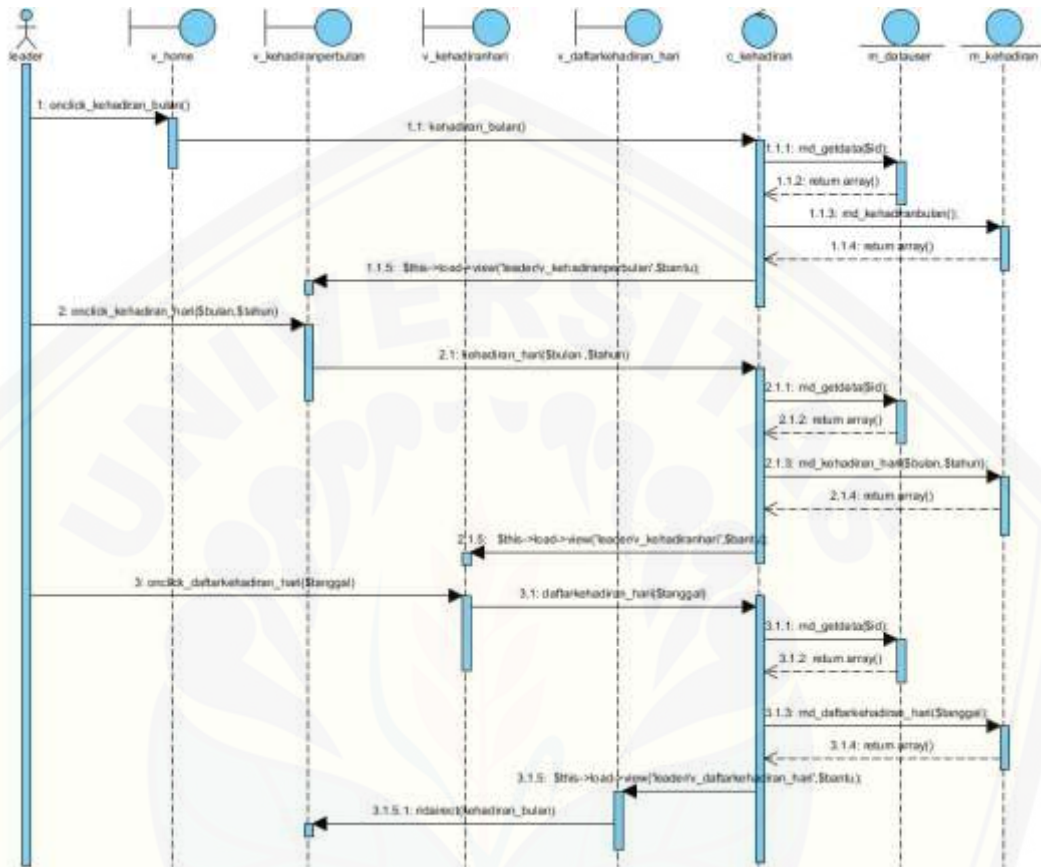 leader
v_home
v_kehadiranperbulan
v_kehadiranhari
v_daftarkehadiran_hari
c_kehadiran
m_datauser
m_kehadiran
1: onclick_kehadiran_bulan()
1.1: kehadiran_bulan()
1.1.1: md_getdata($id);
1.1.2: return array()
1.1.3: md_kehadiranbulan();
1.1.4: return array()
1.1.5: $this->load->view('leader/v_kehadiranperbulan',$bantu);
2: onclick_kehadiran_hari($bulan,$tahun)
2.1: kehadiran_hari($bulan ,$tahun)
2.1.1: md_getdata($id);
2.1.2: return array()
2.1.3: md_kehadiran_hari($bulan,$tahun);
2.1.4: return array()
2.1.5: $this->load->view('leader/v_kehadiranhari',$bantu);
3: onclick_daftarkehadiran_hari($tanggal)
3.1: daftarkehadiran_hari($tanggal)
3.1.1: md_getdata($id);
3.1.2: return array()
3.1.3: md_daftarkehadiran_hari($tanggal);
3.1.4: return array()
3.1.5: $this->load->view('leader/v_daftarkehadiran_hari',$bantu);
3.1.5.1: ridairect(kehadiran_bulan)
UNIVERSITAS